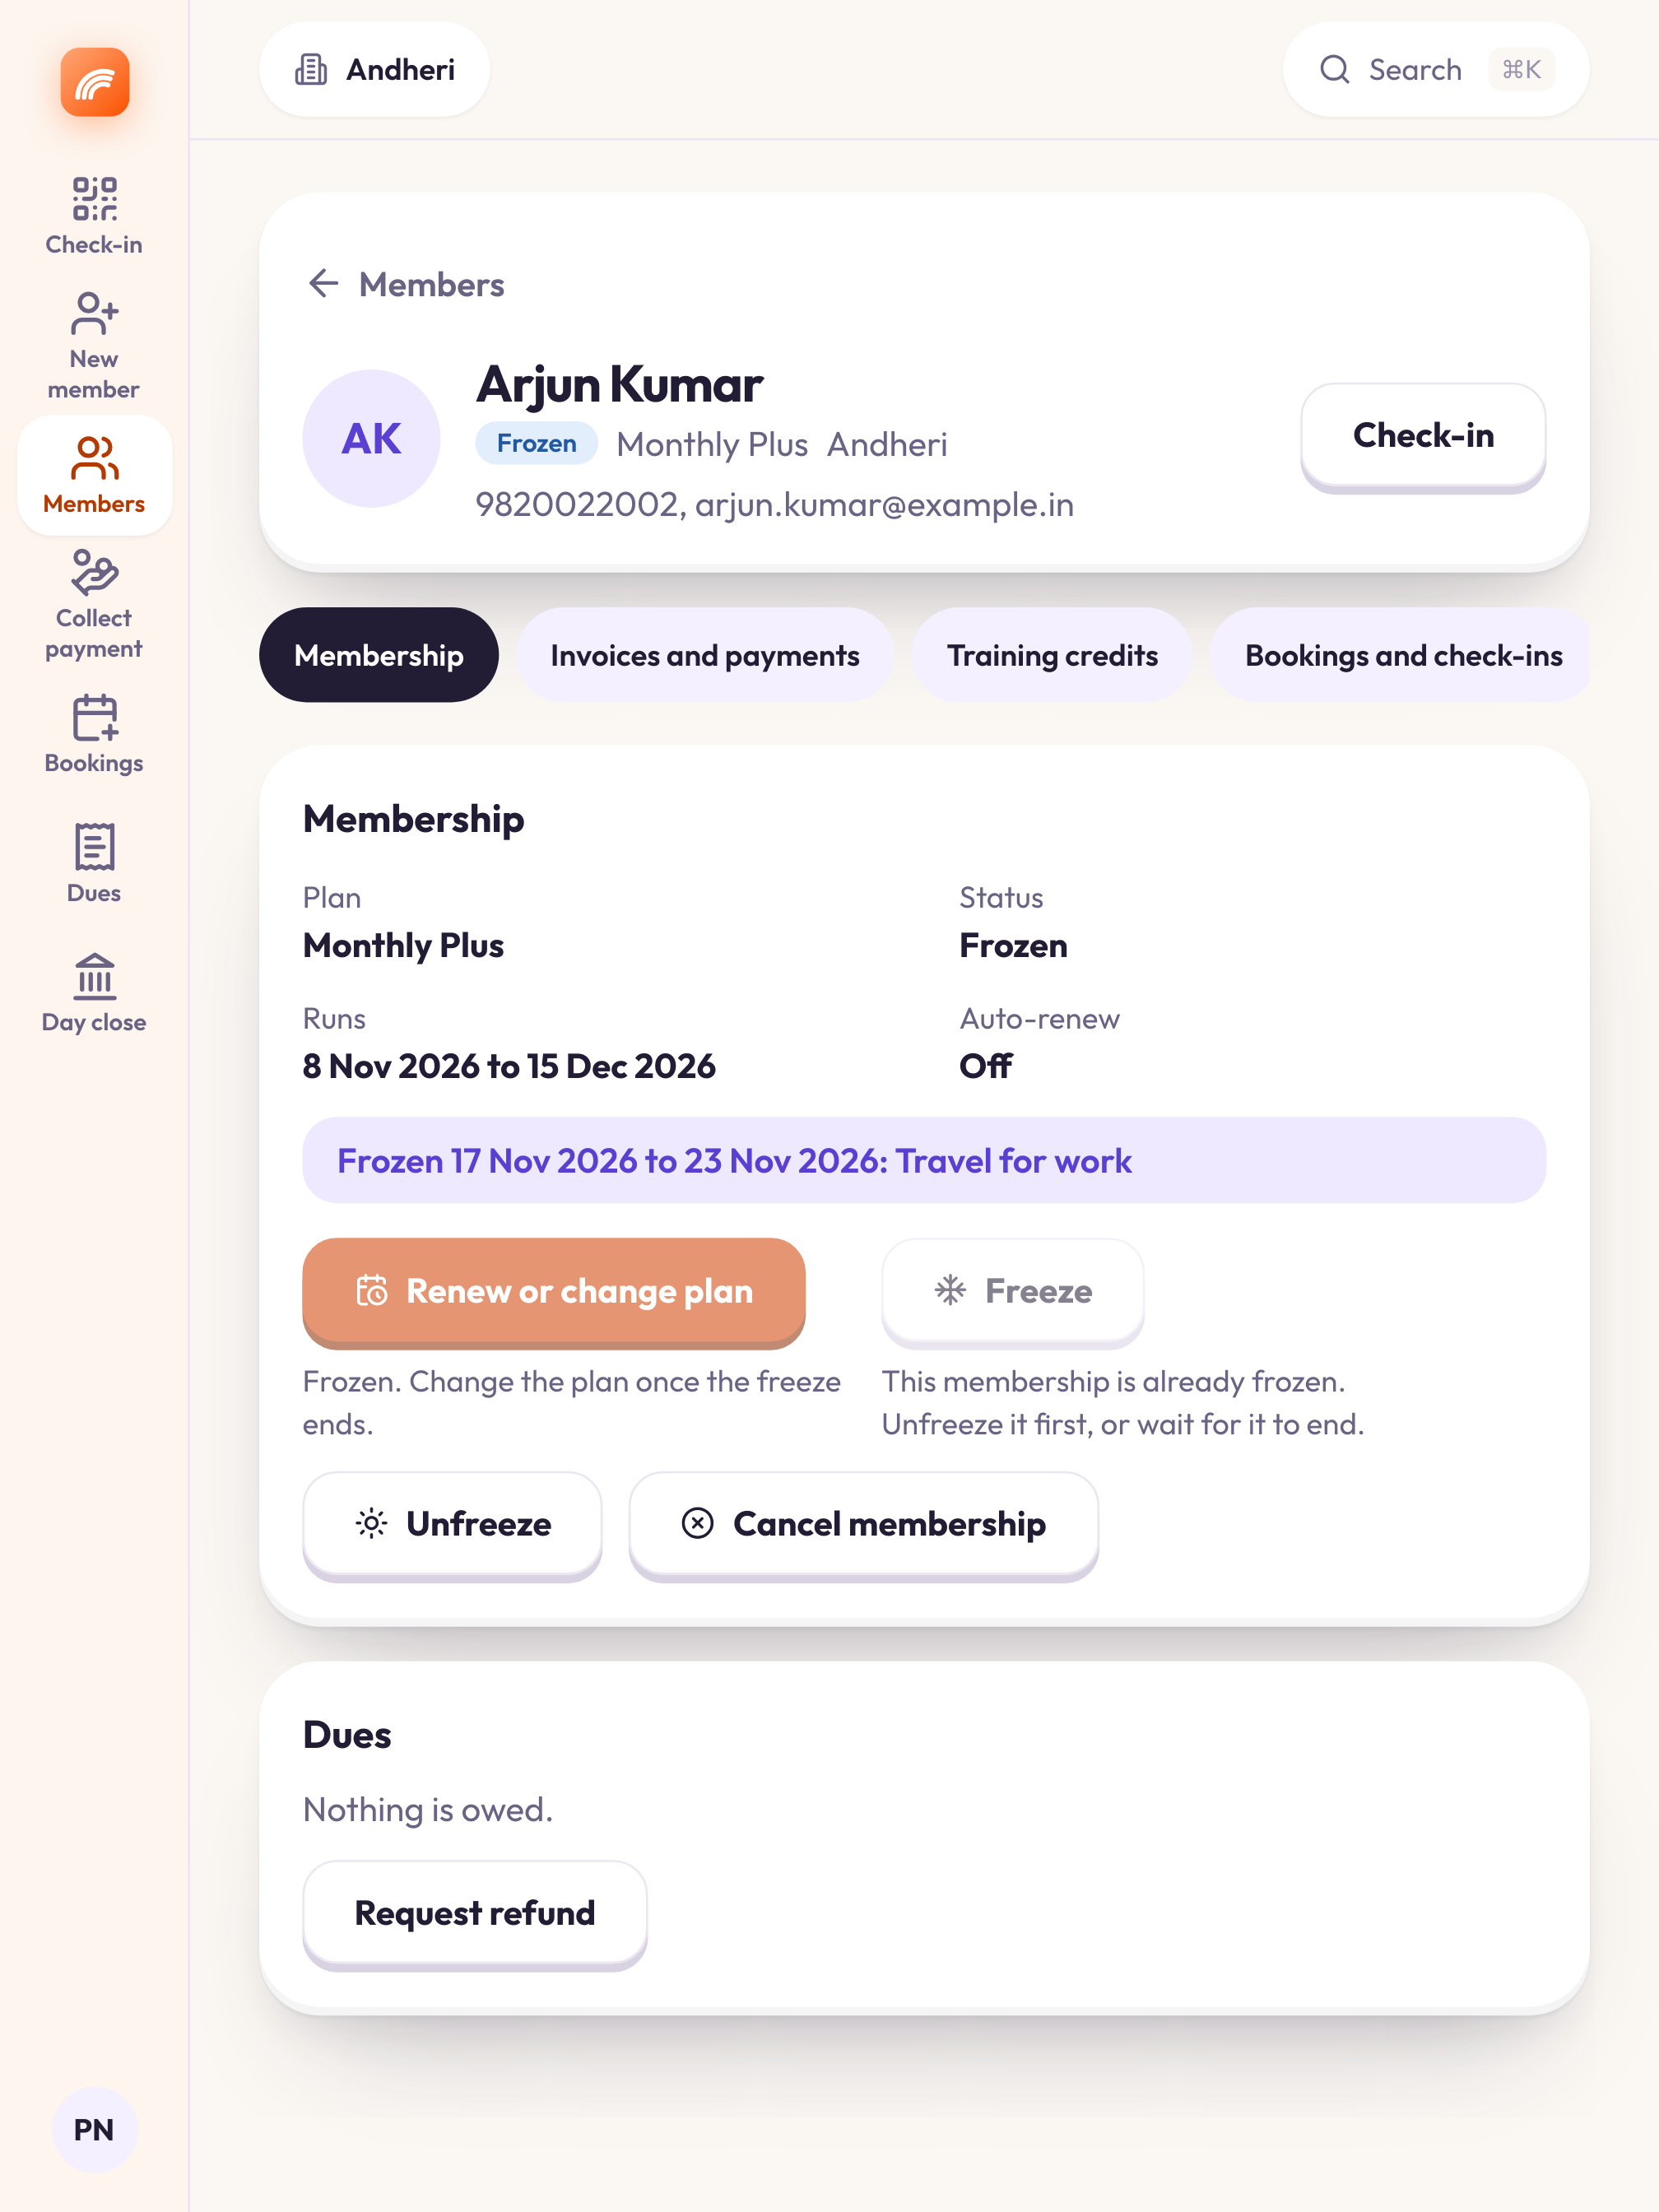 Andheri
Search ⌘K
Check-in
New
member
Members
Collect
payment
Bookings
Dues
Day close
PN
Members
AK
Arjun Kumar
Frozen Monthly Plus Andheri
9820022002, arjun.kumar@example.in
Check-in
Membership
Invoices and payments
Training credits
Bookings and check-ins
Membership
Plan
Monthly Plus
Status
Frozen
Runs
8 Nov 2026 to 15 Dec 2026
Auto-renew
Off
Frozen 17 Nov 2026 to 23 Nov 2026: Travel for work
Renew or change plan
Frozen. Change the plan once the freeze
ends.
Freeze
This membership is already frozen.
Unfreeze it first, or wait for it to end.
Unfreeze
Cancel membership
Dues
Nothing is owed.
Request refund